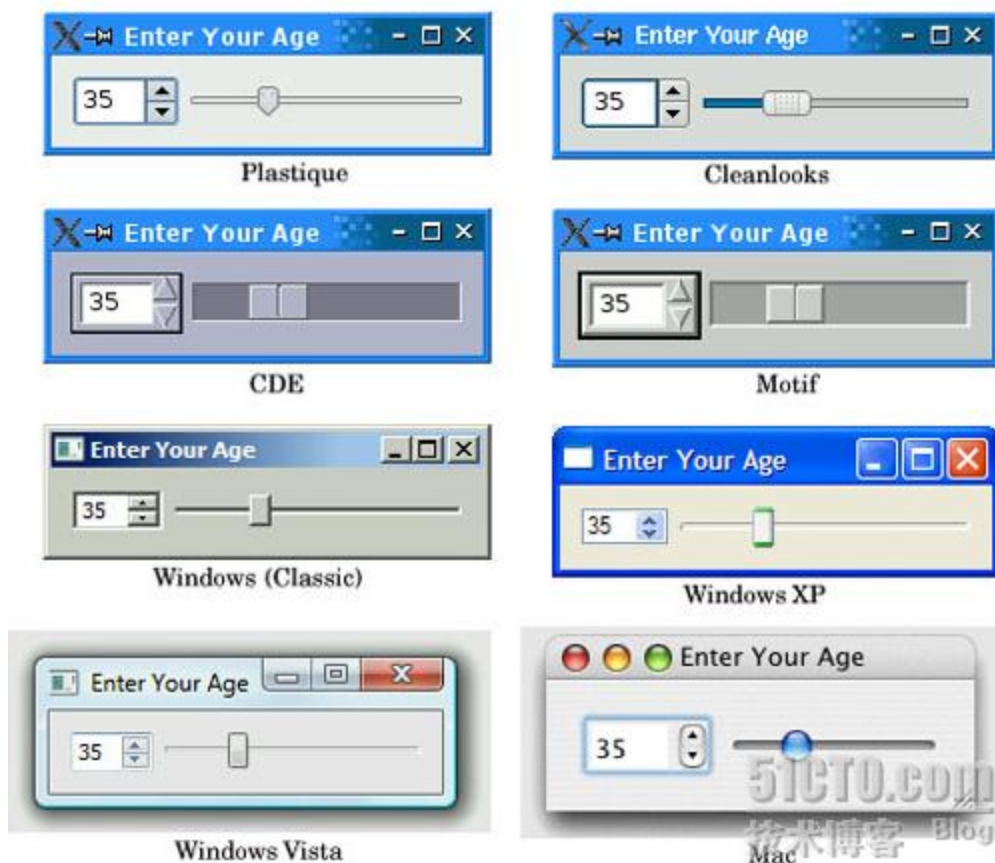 Enter Your Age
35
Plastique
Enter Your Age
35
Cleanlooks
Enter Your Age
35
CDE
Enter Your Age
35
Motif
Enter Your Age
35
Windows (Classic)
Enter Your Age
35
Windows XP
Enter Your Age
35
Windows Vista
Enter Your Age
35
Mac
51CTO.com
技术博客 Blog